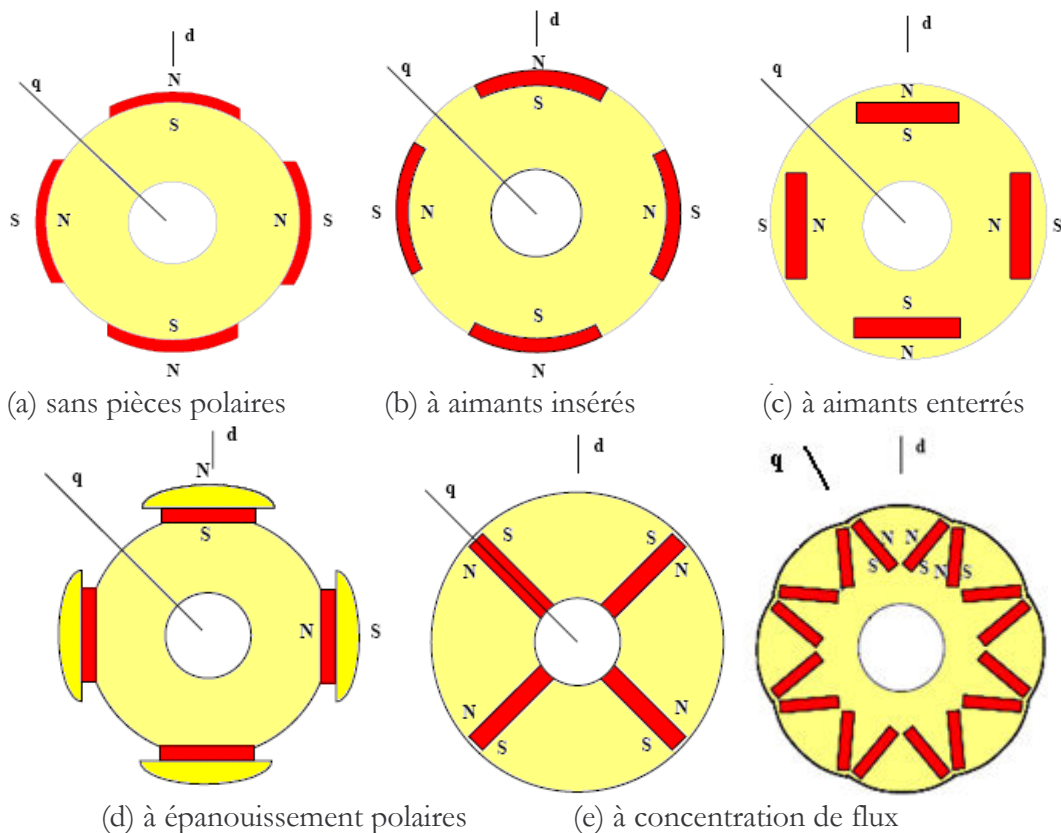 d
q
N
S
S
N
N
S
S
N
d
q
N
S
S
N
N
S
S
N
d
N
S
S
N
N
S
S
N
q
(a) sans pièces polaires
(b) à aimants insérés
(c) à aimants enterrés
d
q
N
S
N
S
d
q
S
N
S
N
N
S
N
S
d
q
N
N
S
S
N
S
(d) à épanouissement polaires
(e) à concentration de flux